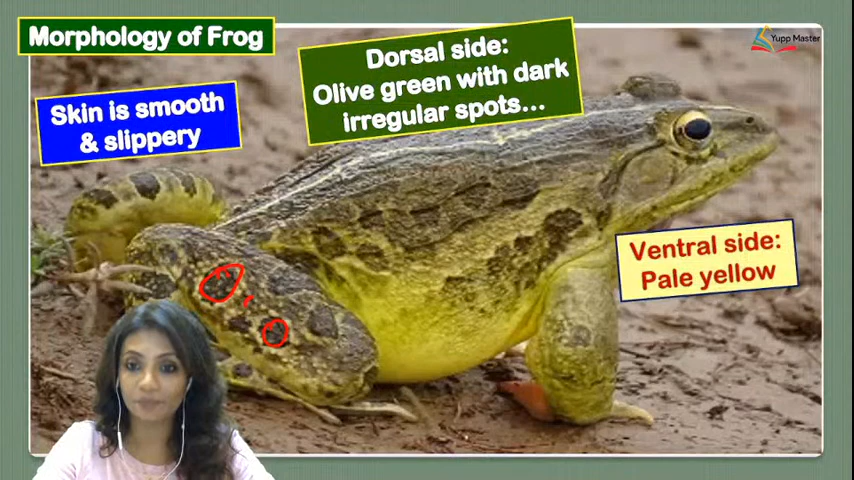 Morphology of Frog
Dorsal side:
Olive green with dark
irregular spots...
Yupp Master
Skin is smooth
& slippery
Ventral side:
Pale yellow